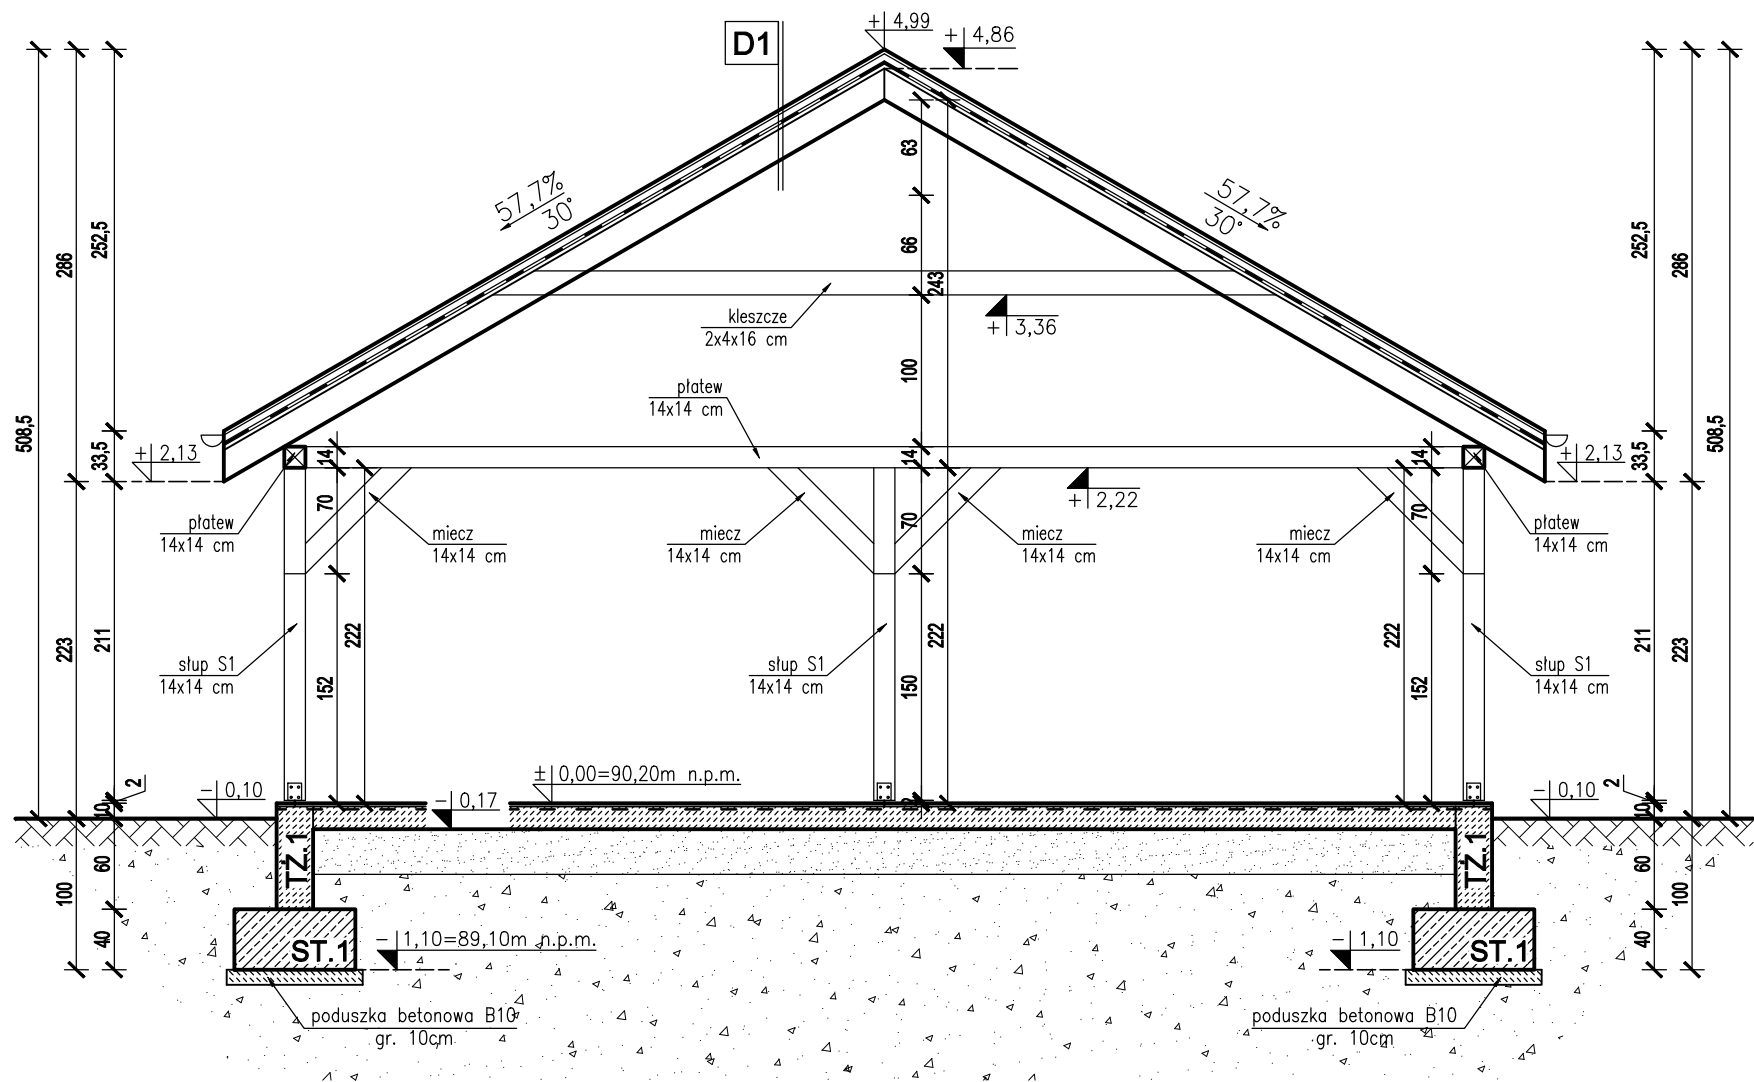 D1
+ 4,99
+ 4,86
57,7%
30°
57,7%
30°
63
66
243
100
14
70
222
150
12
kleszcze
2x4x16 cm
+ 3,36
płatew
14x14 cm
508,5
286
252,5
33,5
223
211
2
10
100
60
40
508,5
286
252,5
33,5
223
211
2
10
100
60
40
+ 2,13
+ 2,13
+ 2,22
14
70
222
152
14
70
222
152
płatew
14x14 cm
miecz
14x14 cm
miecz
14x14 cm
miecz
14x14 cm
miecz
14x14 cm
płatew
14x14 cm
słup S1
14x14 cm
słup S1
14x14 cm
słup S1
14x14 cm
− 0,10
± 0,00=90,20m n.p.m.
− 0,17
− 0,10
TŻ.1
TŻ.1
ST.1
− 1,10=89,10m n.p.m.
− 1,10
ST.1
poduszka betonowa B10
gr. 10cm
poduszka betonowa B10
gr. 10cm